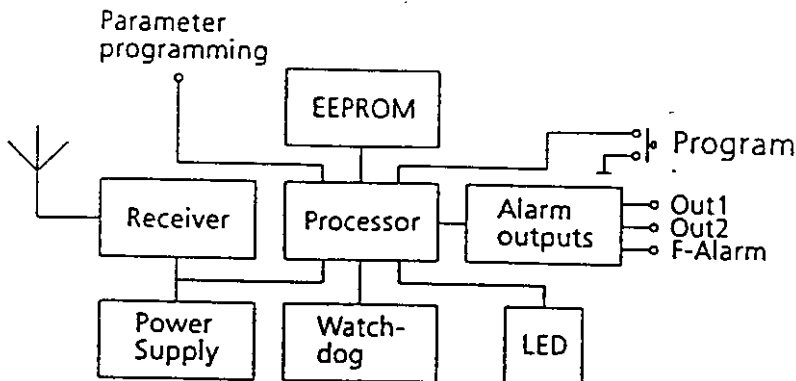 Parameter
programming
EEPROM
Program
Receiver
Processor
Alarm
outputs
Out1
Out2
F-Alarm
Power
Supply
Watch-
dog
LED